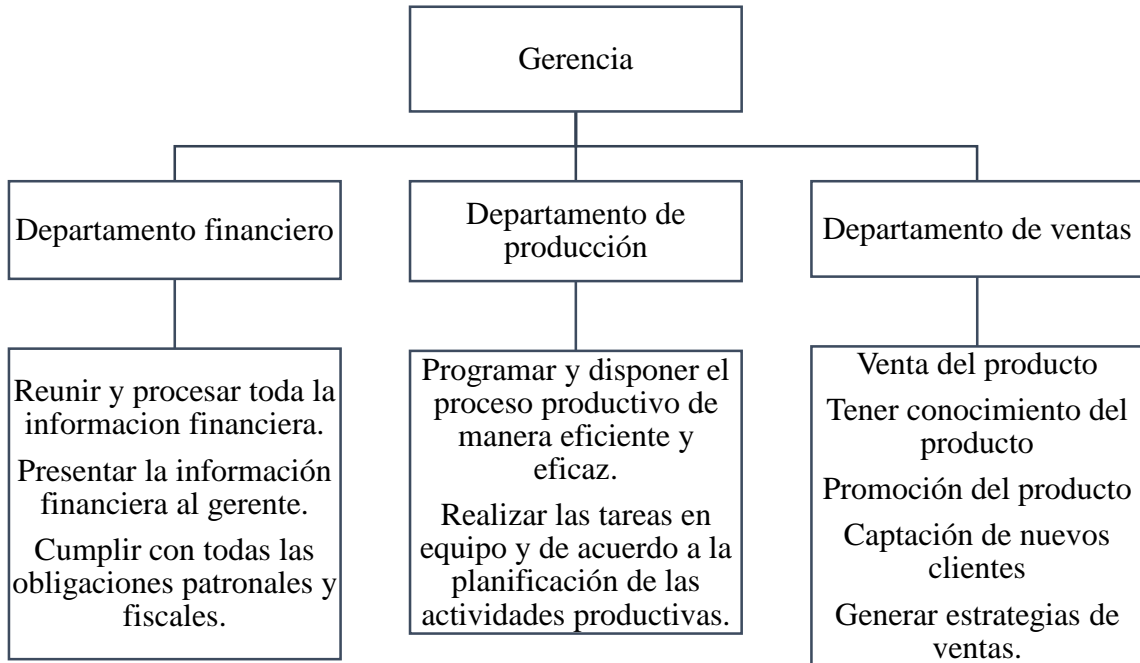 Gerencia
Departamento financiero
Departamento de
producción
Departamento de ventas
Reunir y procesar toda la
informacion financiera.
Presentar la información
financiera al gerente.
Cumplir con todas las
obligaciones patronales y
fiscales.
Programar y disponer el
proceso productivo de
manera eficiente y
eficaz.
Realizar las tareas en
equipo y de acuerdo a la
planificación de las
actividades productivas.
Venta del producto
Tener conocimiento del
producto
Promoción del producto
Captación de nuevos
clientes
Generar estrategias de
ventas.